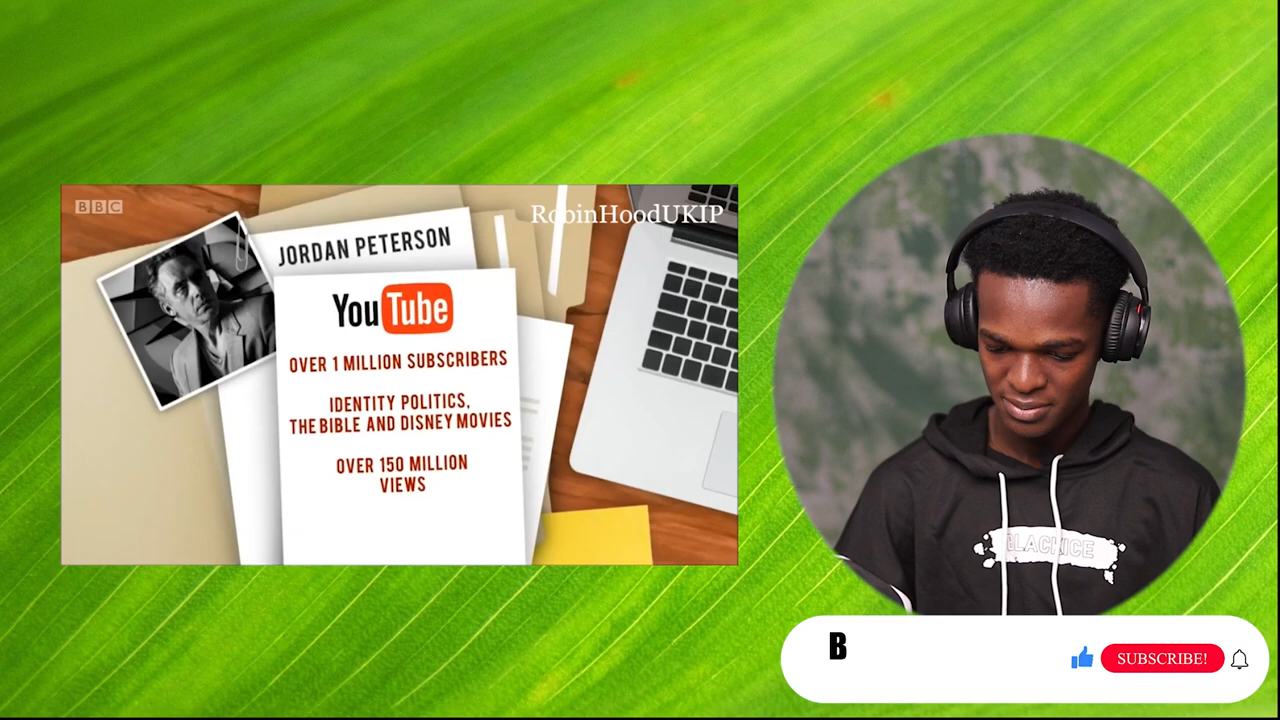 BBC
RobinHoodUKIP
JORDAN PETERSON
YouTube
OVER 1 MILLION SUBSCRIBERS
IDENTITY POLITICS,
THE BIBLE AND DISNEY MOVIES
OVER 150 MILLION
VIEWS
BLACKICE
B
SUBSCRIBE!